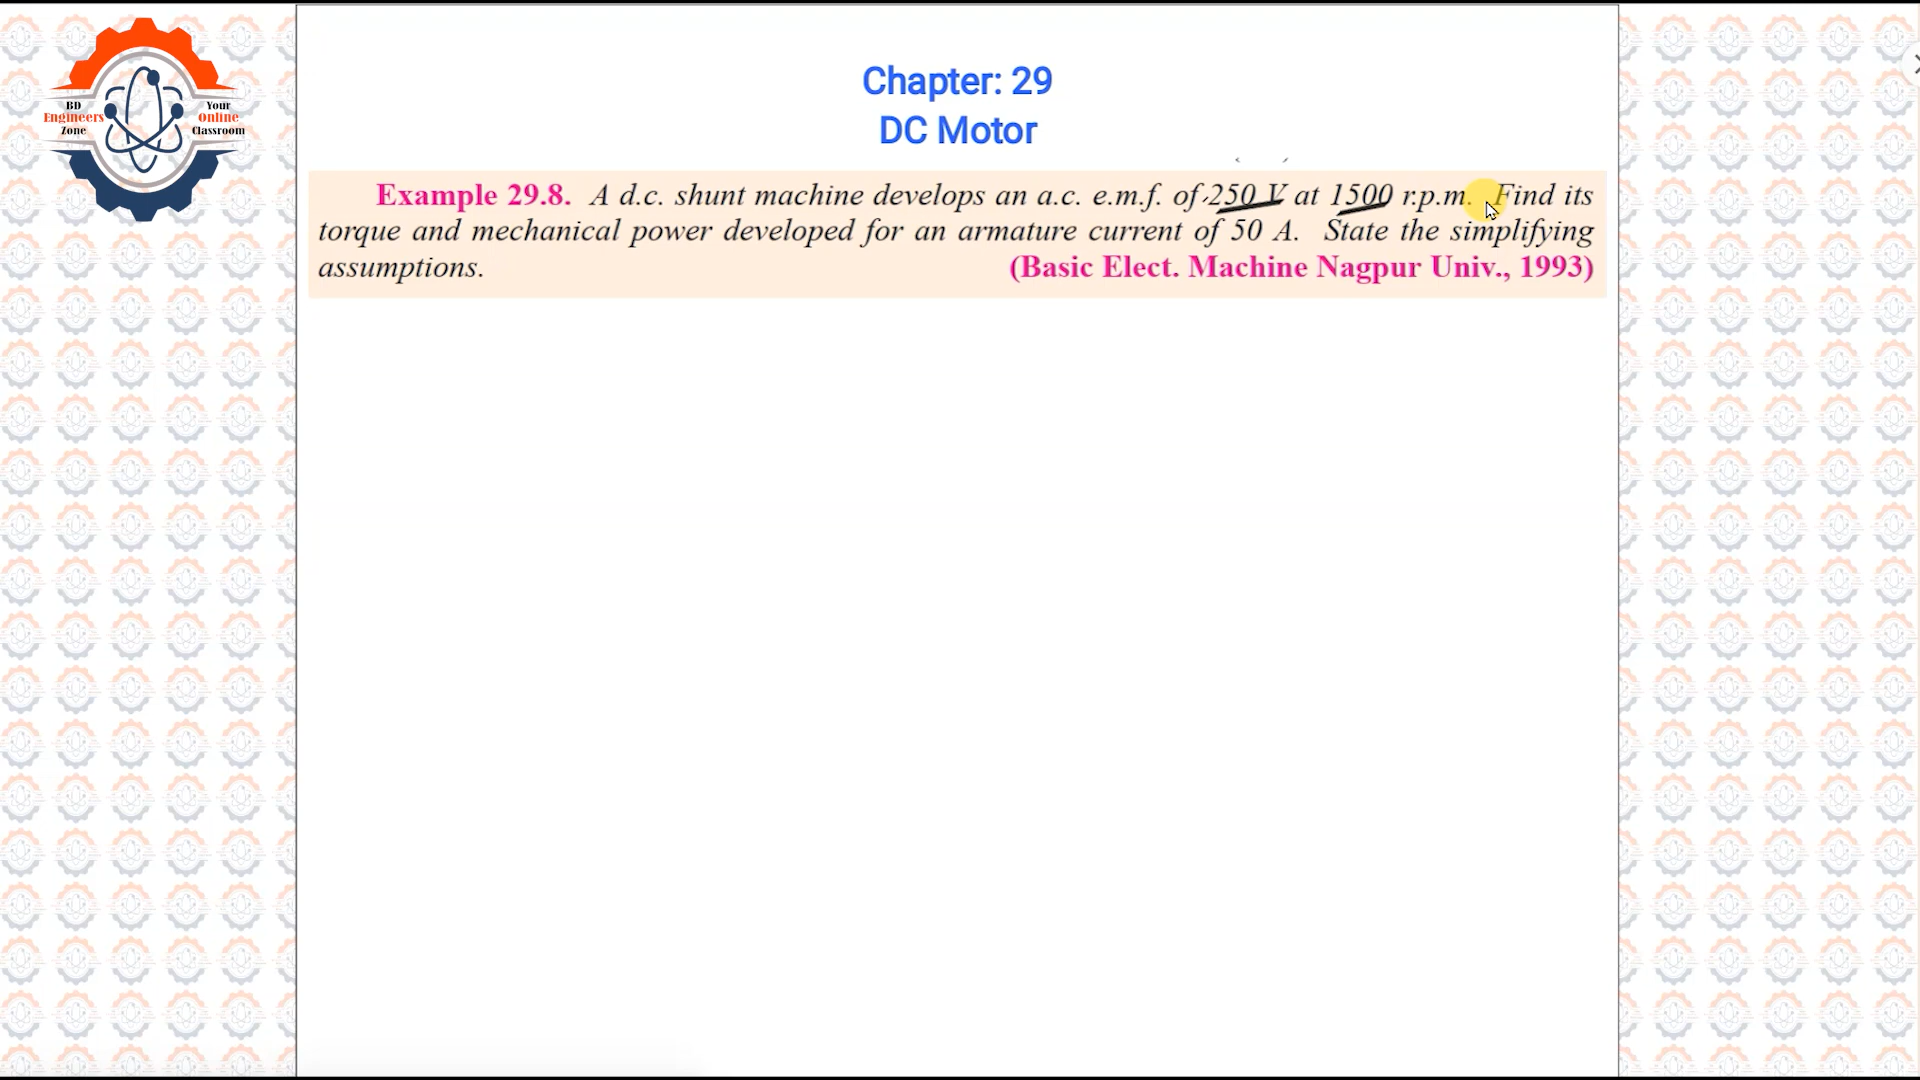 BD
Engineers
Zone
Your
Online
Classroom
Chapter: 29
DC Motor
Example 29.8. A d.c. shunt machine develops an a.c. e.m.f. of 250 V at 1500 r.p.m. Find its
torque and mechanical power developed for an armature current of 50 A. State the simplifying
assumptions. (Basic Elect. Machine Nagpur Univ., 1993)